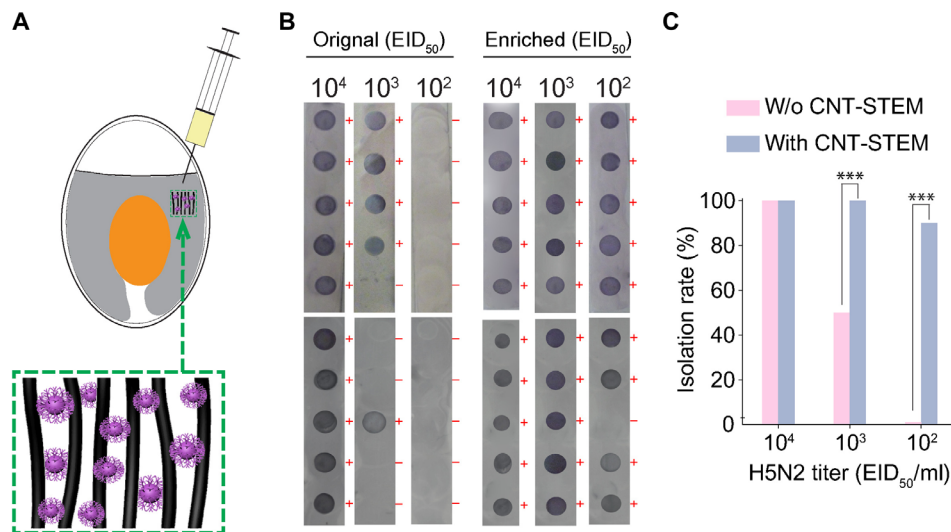 A
B
C
Orignal (EID₅₀)
Enriched (EID₅₀)
10⁴ 10³ 10² 10⁴ 10³ 10²
+ + − + + +
+ + − + + +
+ + − + + +
+ + − + + +
+ − − + + +
+ − − + + +
+ − − + + +
+ + − + + −
+ − − + + +
+ − − + + +
W/o CNT-STEM
With CNT-STEM
***
***
100
80
60
40
20
0
Isolation rate (%)
10⁴ 10³ 10²
H5N2 titer (EID₅₀/ml)